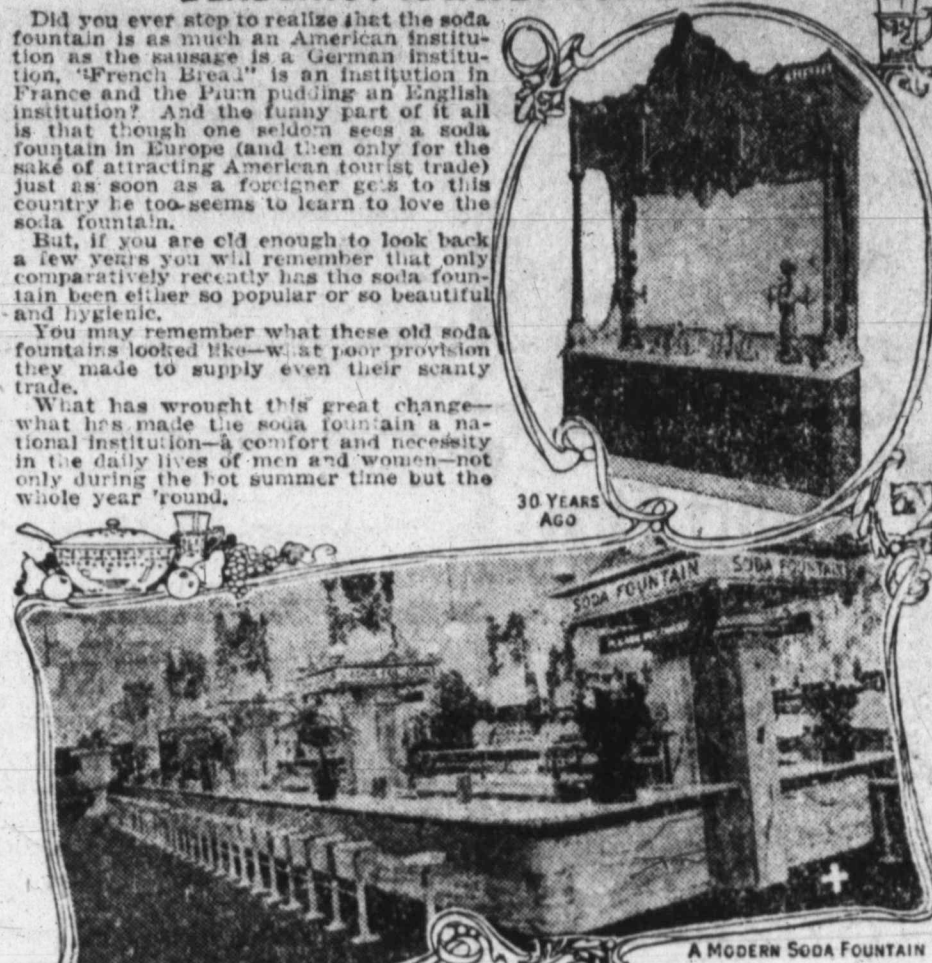 Did you ever stop to realize that the soda
fountain is as much an American institu-
tion as the sausage is a German institu-
tion, "French Bread" is an institution in
France and the Plum pudding an English
institution? And the funny part of it all
is that though one seldom sees a soda
fountain in Europe (and then only for the
sake of attracting American tourist trade)
just as soon as a foreigner gets to this
country he too seems to learn to love the
soda fountain.
But, if you are old enough to look back
a few years you will remember that only
comparatively recently has the soda foun-
tain been either so popular or so beautiful
and hygienic.
You may remember what these old soda
fountains looked like—what poor provision
they made to supply even their scanty
trade.
What has wrought this great change—
what has made the soda fountain a na-
tional institution—a comfort and necessity
in the daily lives of men and women—not
only during the hot summer time but the
whole year 'round.
30 YEARS
AGO
SODA FOUNTAIN
SODA FOUNTAIN
A MODERN SODA FOUNTAIN